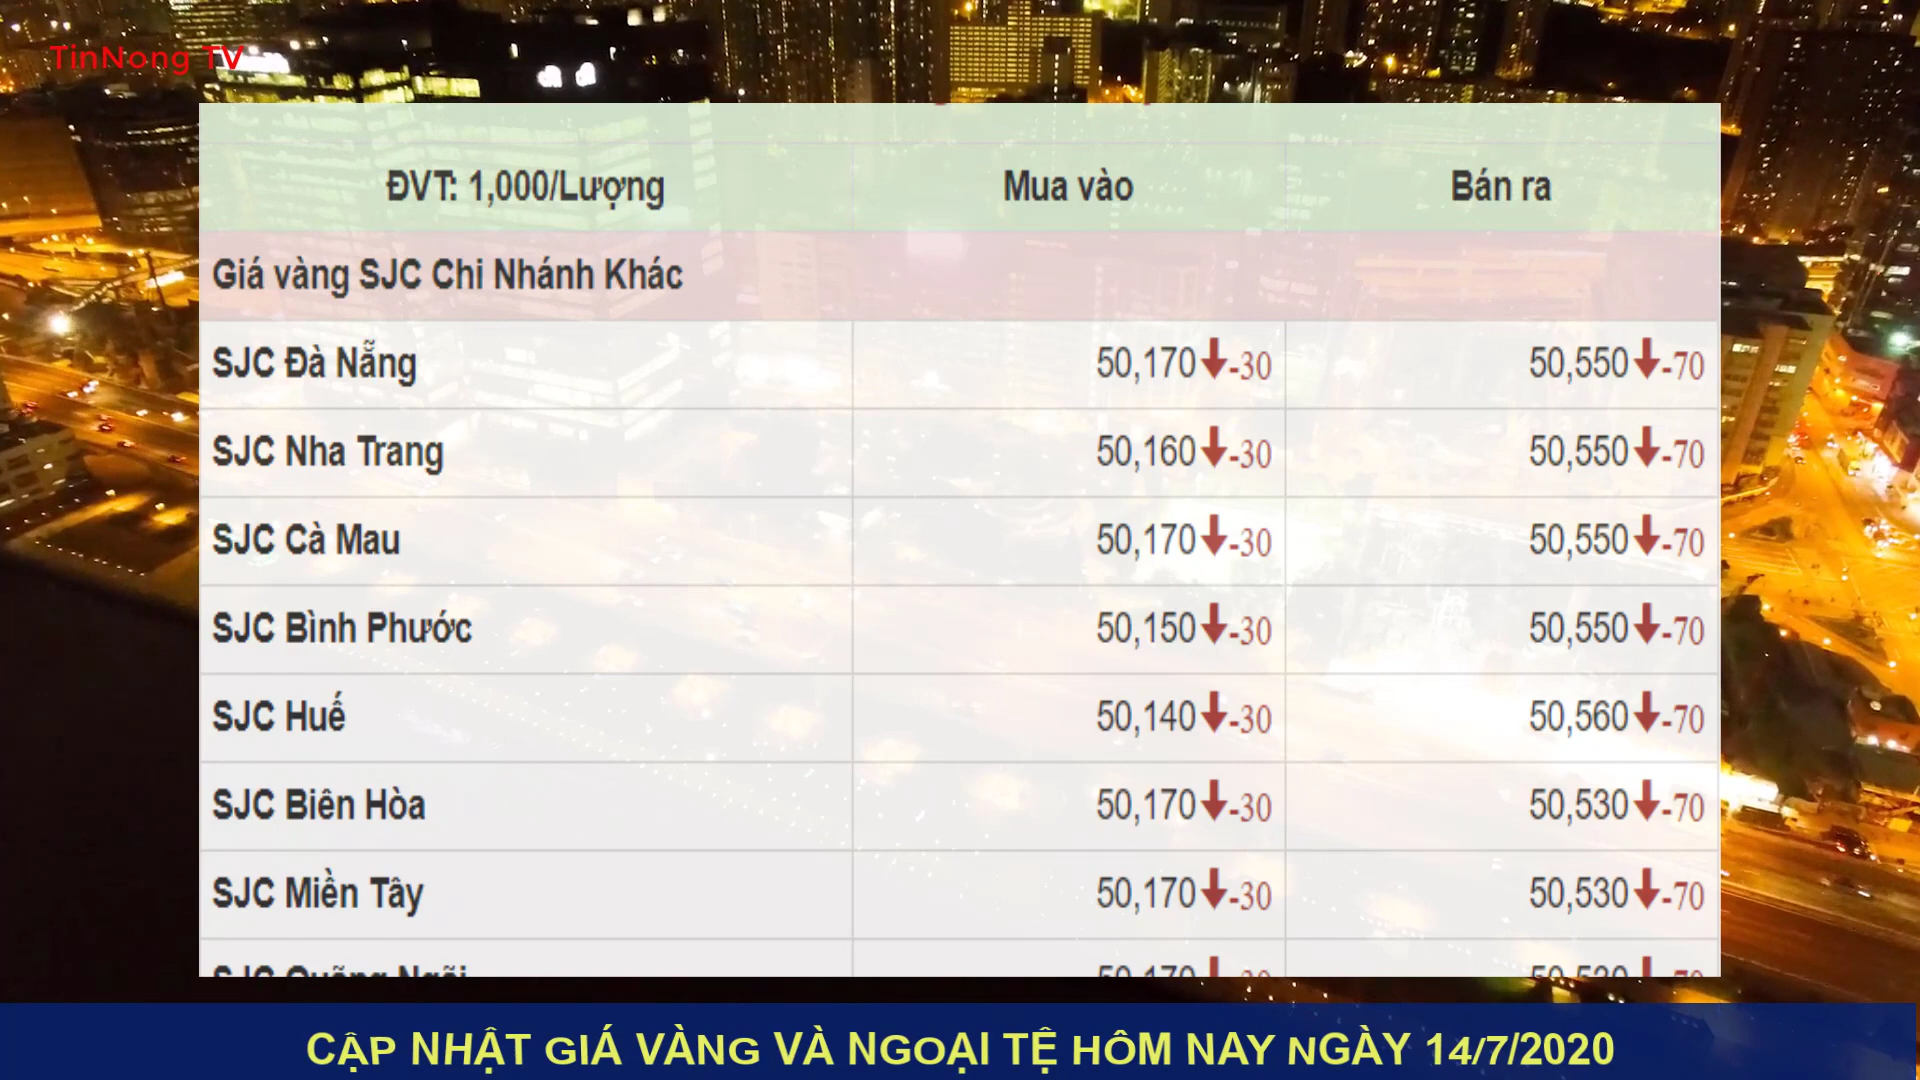 TinNong TV
ĐVT: 1,000/Lượng Mua vào Bán ra
Giá vàng SJC Chi Nhánh Khác
SJC Đà Nẵng 50,170 -30 50,550 -70
SJC Nha Trang 50,160 -30 50,550 -70
SJC Cà Mau 50,170 -30 50,550 -70
SJC Bình Phước 50,150 -30 50,550 -70
SJC Huế 50,140 -30 50,560 -70
SJC Biên Hòa 50,170 -30 50,530 -70
SJC Miền Tây 50,170 -30 50,530 -70
CẬP NHẬT GIÁ VÀNG VÀ NGOẠI TỆ HÔM NAY NGÀY 14/7/2020